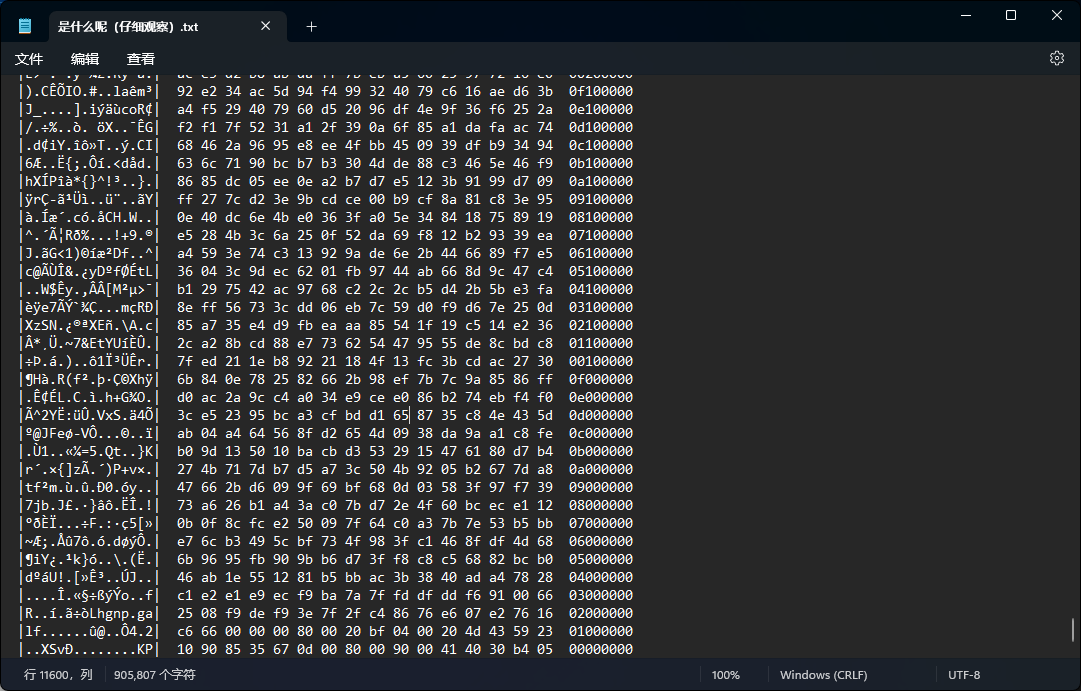 是什么呢（仔细观察）.txt
文件 编辑 查看
|).CÊÕIO.#..laêm³| 92 e2 34 ac 5d 94 f4 99 32 40 79 c6 16 ae d6 3b 0f100000
|J_....].iýäùcoR¢| a4 f5 29 40 79 60 d5 20 96 df 4e 9f 36 f6 25 2a 0e100000
|/.÷%..ò. öX..¯ÊG| f2 f1 7f 52 31 a1 2f 39 0a 6f 85 a1 da fa ac 74 0d100000
|.d¢iY.îô»T..ý.CI| 68 46 2a 96 95 e8 ee 4f bb 45 09 39 df b9 34 94 0c100000
|6Æ..Ë{;.Ôí.<dåd.| 63 6c 71 90 bc b7 b3 30 4d de 88 c3 46 5e 46 f9 0b100000
|hXÍPîà*{}^!³..}.| 86 85 dc 05 ee 0e a2 b7 d7 e5 12 3b 91 99 d7 09 0a100000
|ÿrÇ-ã¹Üì..ü¨..ãY| ff 27 7c d2 3e 9b cd ce 00 b9 cf 8a 81 c8 3e 95 09100000
|à.Íæ´.có.åCH.W..| 0e 40 dc 6e 4b e0 36 3f a0 5e 34 84 18 75 89 19 08100000
|^.´Ã¦Rð%...!+9.®| e5 28 4b 3c 6a 25 0f 52 da 69 f8 12 b2 93 39 ea 07100000
|J.ãG<1)©íæ²Df..^| a4 59 3e 74 c3 13 92 9a de 6e 2b 44 66 89 f7 e5 06100000
|c@ÃÙÎ&.¿yDºfØÉtL| 36 04 3c 9d ec 62 01 fb 97 44 ab 66 8d 9c 47 c4 05100000
|..W$Êy.,ÂÂ[M²µ>¯| b1 29 75 42 ac 97 68 c2 2c 2c b5 d4 2b 5b e3 fa 04100000
|èÿe7ÃÝ`¾Ç...mçRÐ| 8e ff 56 73 3c dd 06 eb 7c 59 d0 f9 d6 7e 25 0d 03100000
|XzSN.¿®ªXEñ.\A.c| 85 a7 35 e4 d9 fb ea aa 85 54 1f 19 c5 14 e2 36 02100000
|Â*¸Ü.~7&EtYUíÈÛ.| 2c a2 8b cd 88 e7 73 62 54 47 95 55 de 8c bd c8 01100000
|÷Þ.á.)..ô1Ï³ÜÊr.| 7f ed 21 1e b8 92 21 18 4f 13 fc 3b cd ac 27 30 00100000
|¶Hà.R(f².þ·Ç©Xhÿ| 6b 84 0e 78 25 82 66 2b 98 ef 7b 7c 9a 85 86 ff 0f000000
|.Ê¢ÉL.C.ì.h+G¾O.| d0 ac 2a 9c c4 a0 34 e9 ce e0 86 b2 74 eb f4 f0 0e000000
|Ã^2YË:üÛ.VxS.ä4Õ| 3c e5 23 95 bc a3 cf bd d1 65 87 35 c8 4e 43 5d 0d000000
|º@JFeø-VÔ...©..ï| ab 04 a4 64 56 8f d2 65 4d 09 38 da 9a a1 c8 fe 0c000000
|.Ù1..«¼=5.Qt..}K| b0 9d 13 50 10 ba cb d3 53 29 15 47 61 80 d7 b4 0b000000
|r´.×{]zÃ.´)P+v×.| 27 4b 71 7d b7 d5 a7 3c 50 4b 92 05 b2 67 7d a8 0a000000
|tf²m.ù.û.Ð0.óy..| 47 66 2b d6 09 9f 69 bf 68 0d 03 58 3f 97 f7 39 09000000
|7jb.J£.·}âô.ËÎ.!| 73 a6 26 b1 a4 3a c0 7b d7 2e 4f 60 bc ec e1 12 08000000
|°ðÈÏ...÷F.:·ç5[»| 0b 0f 8c fc e2 50 09 7f 64 c0 a3 7b 7e 53 b5 bb 07000000
|~Æ;.Åû7ô.ó.døýÔ.| e7 6c b3 49 5c bf 73 4f 98 3f c1 46 8f df 4d 68 06000000
|¶iY¿.¹k}ó..\.(Ë.| 6b 96 95 fb 90 9b b6 d7 3f f8 c8 c5 68 82 bc b0 05000000
|dºáU!.[»Ê³..ÚJ..| 46 ab 1e 55 12 81 b5 bb ac 3b 38 40 ad a4 78 28 04000000
|....Î.«§÷ßýÝo..f| c1 e2 e1 e9 ec f9 ba 7a 7f fd df dd f6 91 00 66 03000000
|R..í.ã÷òLhgnp.ga| 25 08 f9 de f9 3e 7f 2f c4 86 76 e6 07 e2 76 16 02000000
|lf......û@..Ô4.2| c6 66 00 00 00 80 00 20 bf 04 00 20 4d 43 59 23 01000000
|..XSvÐ........KP| 10 90 85 35 67 0d 00 80 00 90 00 41 40 30 b4 05 00000000
行 11600，列
905,807 个字符
100%
Windows (CRLF)
UTF-8